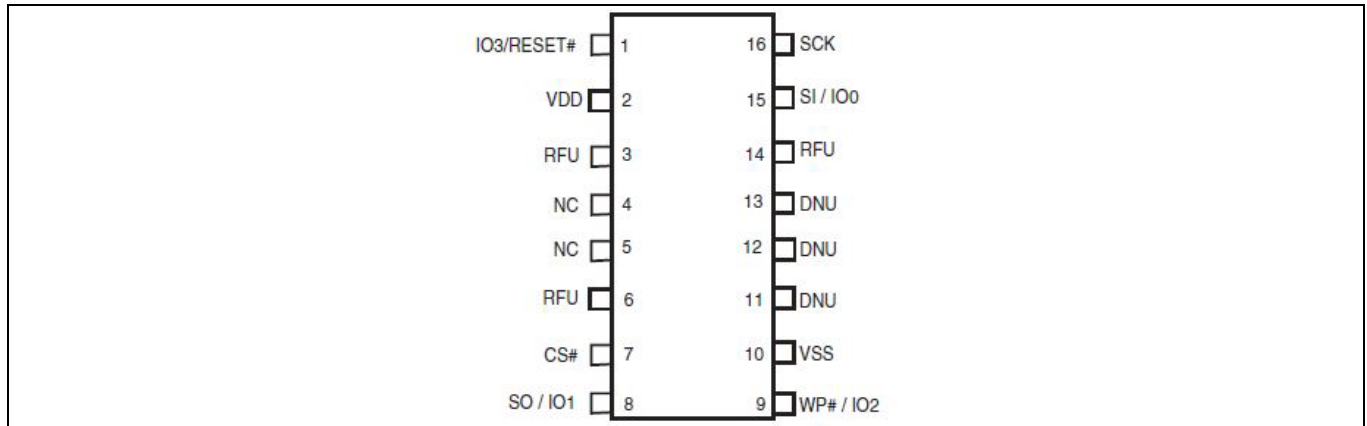 IO3/RESET# 1 16 SCK
VDD 2 15 SI / IO0
RFU 3 14 RFU
NC 4 13 DNU
NC 5 12 DNU
RFU 6 11 DNU
CS# 7 10 VSS
SO / IO1 8 9 WP# / IO2